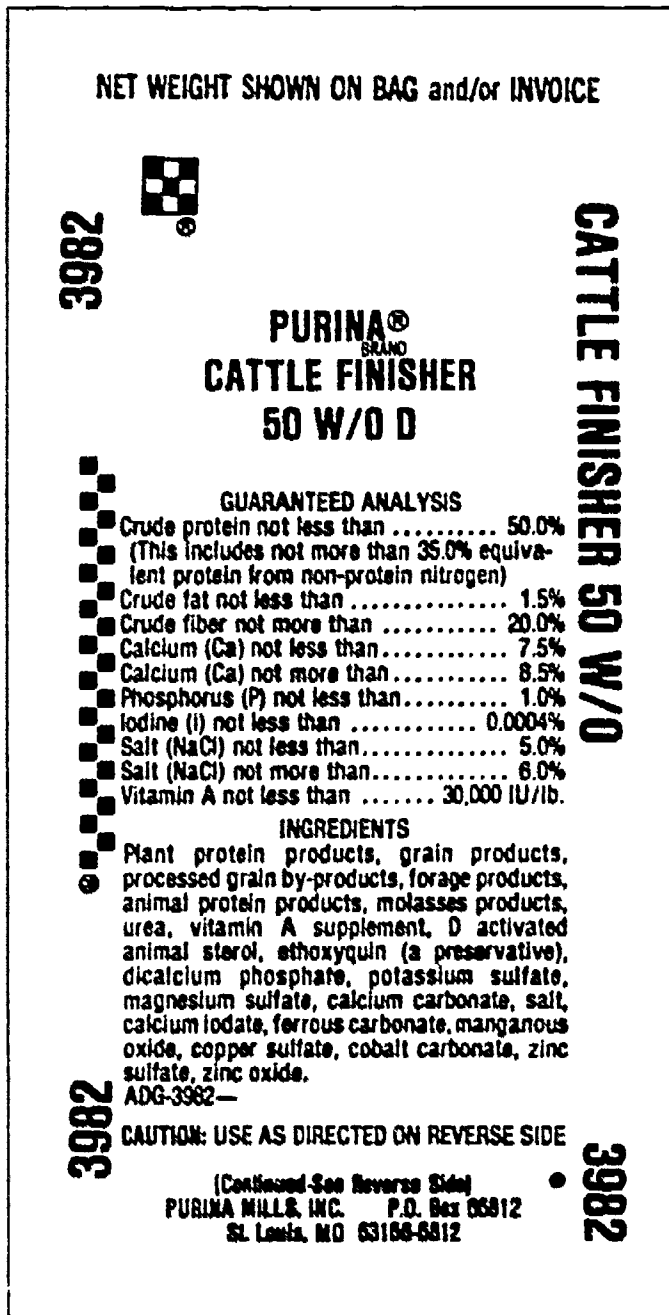 NET WEIGHT SHOWN ON BAG and/or INVOICE
3982
CATTLE FINISHER 50 W/O
PURINA®
BRAND
CATTLE FINISHER
50 W/O D
GUARANTEED ANALYSIS
Crude protein not less than .......... 50.0%
(This includes not more than 35.0% equiva-
lent protein from non-protein nitrogen)
Crude fat not less than ............... 1.5%
Crude fiber not more than ............ 20.0%
Calcium (Ca) not less than............ 7.5%
Calcium (Ca) not more than........... 8.5%
Phosphorus (P) not less than.......... 1.0%
Iodine (I) not less than ............ 0.0004%
Salt (NaCl) not less than............. 5.0%
Salt (NaCl) not more than............ 6.0%
Vitamin A not less than ....... 30,000 IU/lb.
INGREDIENTS
Plant protein products, grain products,
processed grain by-products, forage products,
animal protein products, molasses products,
urea, vitamin A supplement, D activated
animal sterol, ethoxyquin (a preservative),
dicalcium phosphate, potassium sulfate,
magnesium sulfate, calcium carbonate, salt,
calcium iodate, ferrous carbonate, manganous
oxide, copper sulfate, cobalt carbonate, zinc
sulfate, zinc oxide.
ADG-3982—
3982
CAUTION: USE AS DIRECTED ON REVERSE SIDE
3982
(Continued-See Reverse Side)
PURINA MILLS, INC. P.O. Box 66812
St. Louis, MO 63166-6812